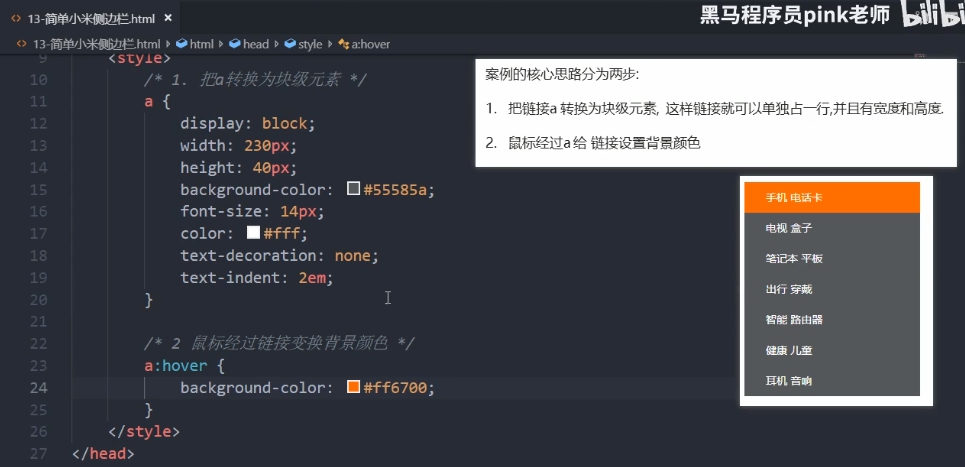 13-简单小米侧边栏.html ×
黑马程序员pink老师
13-简单小米侧边栏.html › html › head › style › a:hover
9 <style>
10 /* 1. 把a转换为块级元素 */
11 a {
12 display: block;
13 width: 230px;
14 height: 40px;
15 background-color: #55585a;
16 font-size: 14px;
17 color: #fff;
18 text-decoration: none;
19 text-indent: 2em;
20 }
21
22 /* 2 鼠标经过链接变换背景颜色 */
23 a:hover {
24 background-color: #ff6700;
25 }
26 </style>
27 </head>
案例的核心思路分为两步:
1. 把链接a 转换为块级元素, 这样链接就可以单独占一行,并且有宽度和高度.
2. 鼠标经过a 给 链接设置背景颜色
手机 电话卡
电视 盒子
笔记本 平板
出行 穿戴
智能 路由器
健康 儿童
耳机 音响